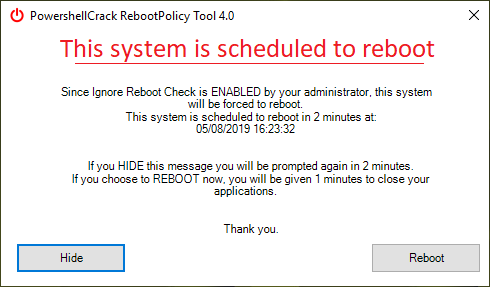 PowershellCrack RebootPolicy Tool 4.0
This system is scheduled to reboot
Since Ignore Reboot Check is ENABLED by your administrator, this system
will be forced to reboot.
This system is scheduled to reboot in 2 minutes at:
05/08/2019 16:23:32
If you HIDE this message you will be prompted again in 2 minutes.
If you choose to REBOOT now, you will be given 1 minutes to close your
applications.
Thank you.
Hide
Reboot